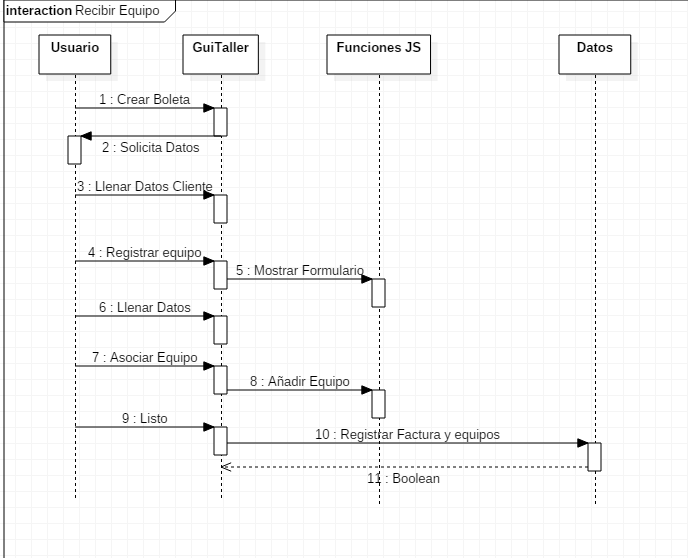 interaction Recibir Equipo
Usuario
GuiTaller
Funciones JS
Datos
1 : Crear Boleta
2 : Solicita Datos
3 : Llenar Datos Cliente
4 : Registrar equipo
5 : Mostrar Formulario
6 : Llenar Datos
7 : Asociar Equipo
8 : Añadir Equipo
9 : Listo
10 : Registrar Factura y equipos
11 : Boolean